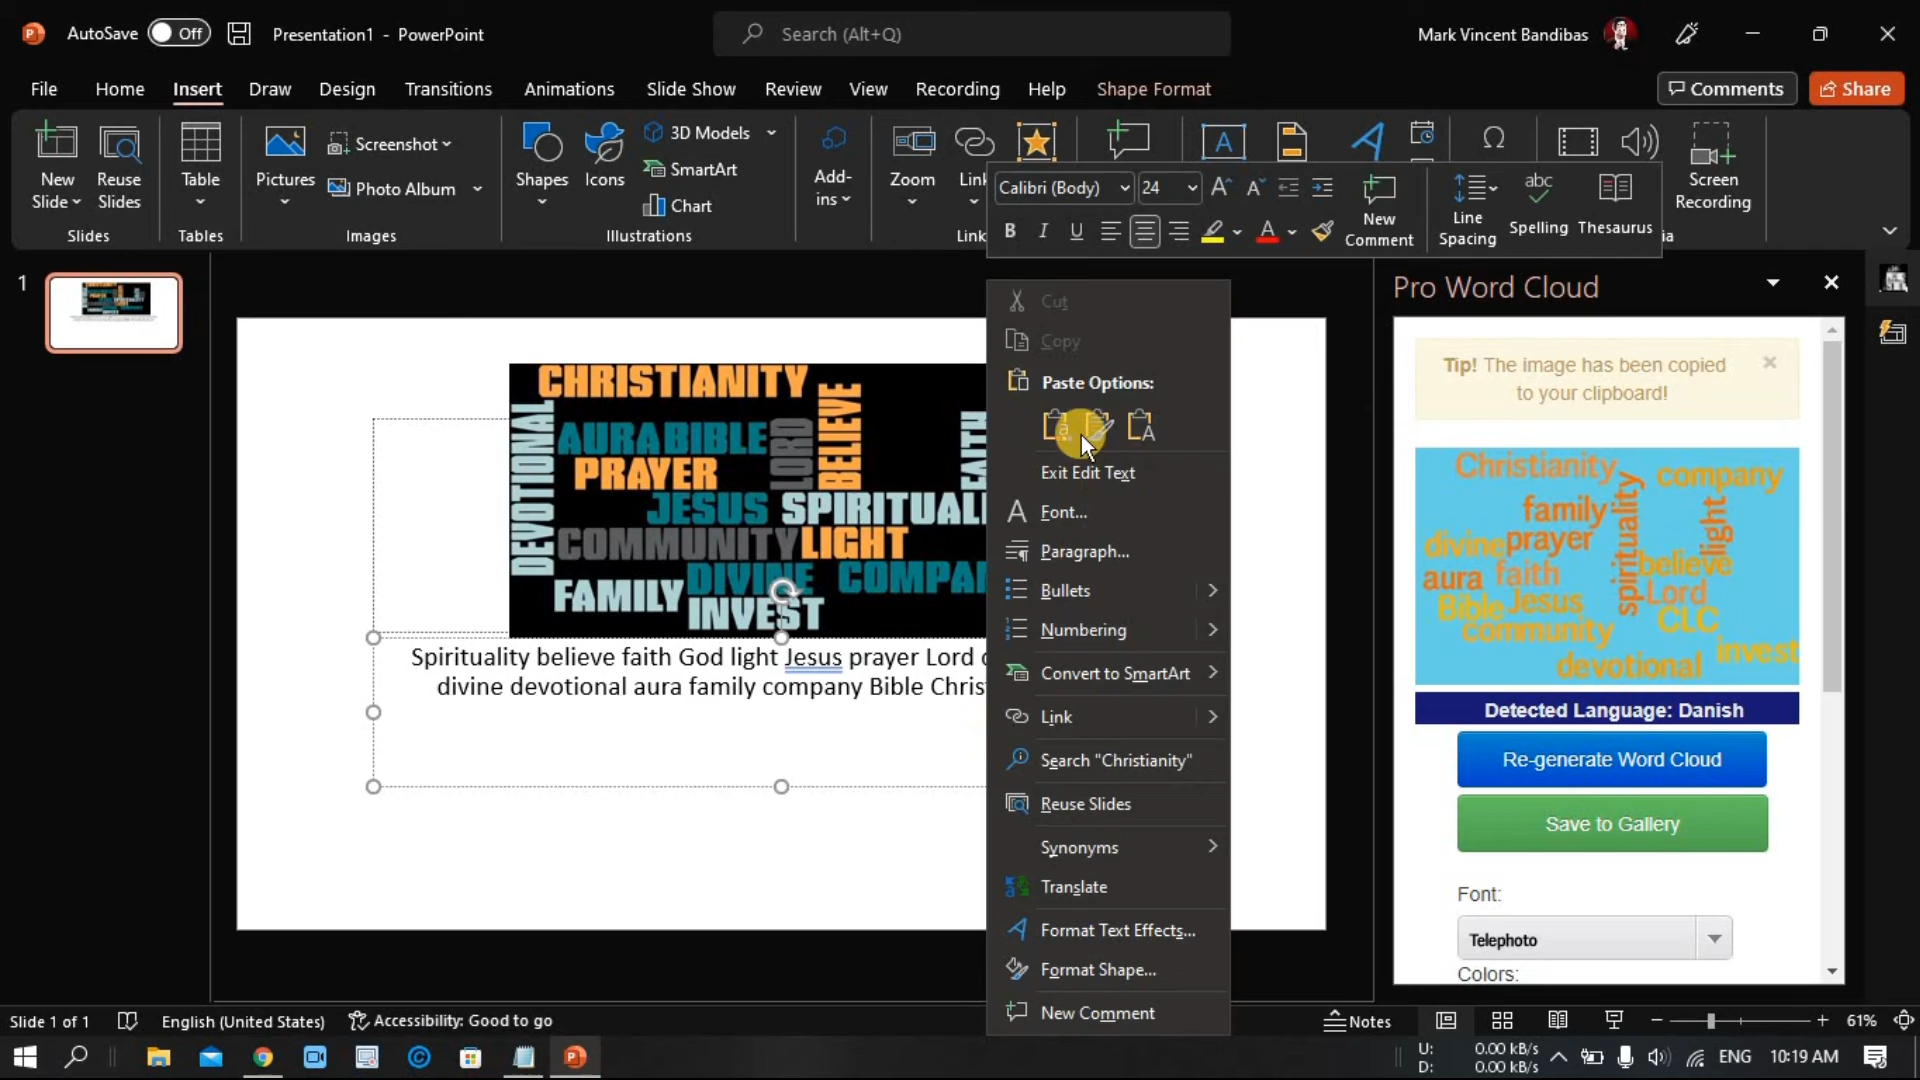 AutoSave Off Presentation1 - PowerPoint Search (Alt+Q) Mark Vincent Bandibas
File Home Insert Draw Design Transitions Animations Slide Show Review View Recording Help Shape Format Comments Share
New Slide
Reuse Slides
Slides
Table
Tables
Pictures
Screenshot
Photo Album
Images
Shapes
Icons
3D Models
SmartArt
Chart
Illustrations
Add-ins
Zoom
Link
Screen Recording
Calibri (Body) 24
B I U
New Comment
Line Spacing
abc
Spelling
Thesaurus
1
CHRISTIANITY
DEVOTIONAL
AURA BIBLE
LORD
BELIEVE
FAITH
PRAYER
JESUS
COMMUNITY
LIGHT
FAMILY
DIVINE
INVEST
Spirituality believe faith God light Jesus prayer Lord
divine devotional aura family company Bible
Cut
Copy
Paste Options:
Exit Edit Text
Font...
Paragraph...
Bullets
Numbering
Convert to SmartArt
Link
Search "Christianity"
Reuse Slides
Synonyms
Translate
Format Text Effects...
Format Shape...
New Comment
Pro Word Cloud
Tip! The image has been copied
to your clipboard!
Christianity
company
family
spirituality
light
divine
prayer
believe
aura
faith
Lord
Bible
Jesus
CLC
community
invest
devotional
Detected Language: Danish
Re-generate Word Cloud
Save to Gallery
Font:
Telephoto
Colors:
Slide 1 of 1 English (United States) Accessibility: Good to go Notes 61%
U: 0.00 kB/s
D: 0.00 kB/s
ENG 10:19 AM